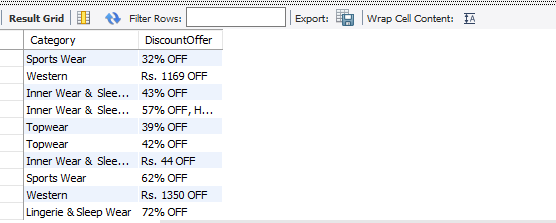 Result Grid Filter Rows: Export: Wrap Cell Content: IA
Category DiscountOffer
Sports Wear 32% OFF
Western Rs. 1169 OFF
Inner Wear & Slee... 43% OFF
Inner Wear & Slee... 57% OFF, H...
Topwear 39% OFF
Topwear 42% OFF
Inner Wear & Slee... Rs. 44 OFF
Sports Wear 62% OFF
Western Rs. 1350 OFF
Lingerie & Sleep Wear 72% OFF